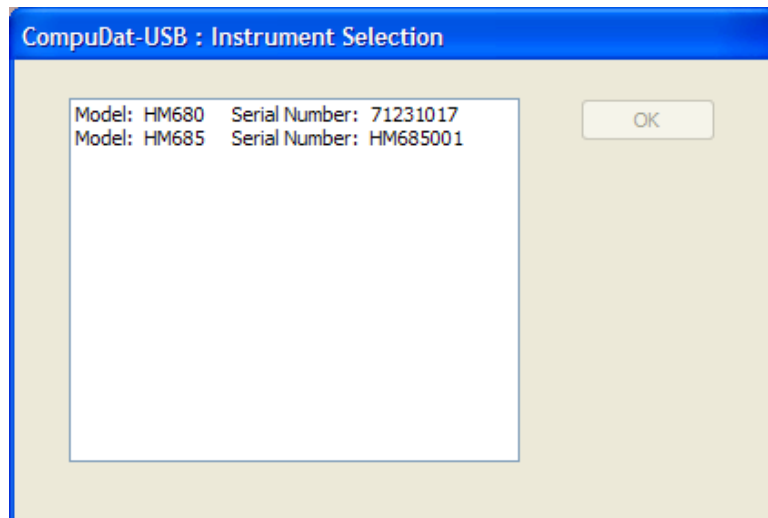 CompuDat-USB : Instrument Selection
Model: HM680 Serial Number: 71231017
Model: HM685 Serial Number: HM685001
OK